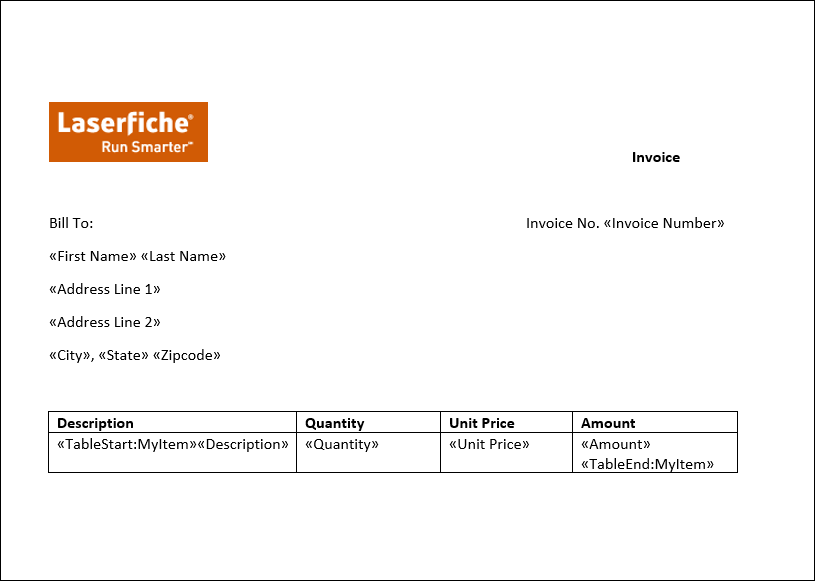 Laserfiche®
Run Smarter™
Invoice
Bill To:
Invoice No. «Invoice Number»
«First Name» «Last Name»
«Address Line 1»
«Address Line 2»
«City», «State» «Zipcode»
Description Quantity Unit Price Amount
«TableStart:MyItem»«Description» «Quantity» «Unit Price» «Amount»
«TableEnd:MyItem»